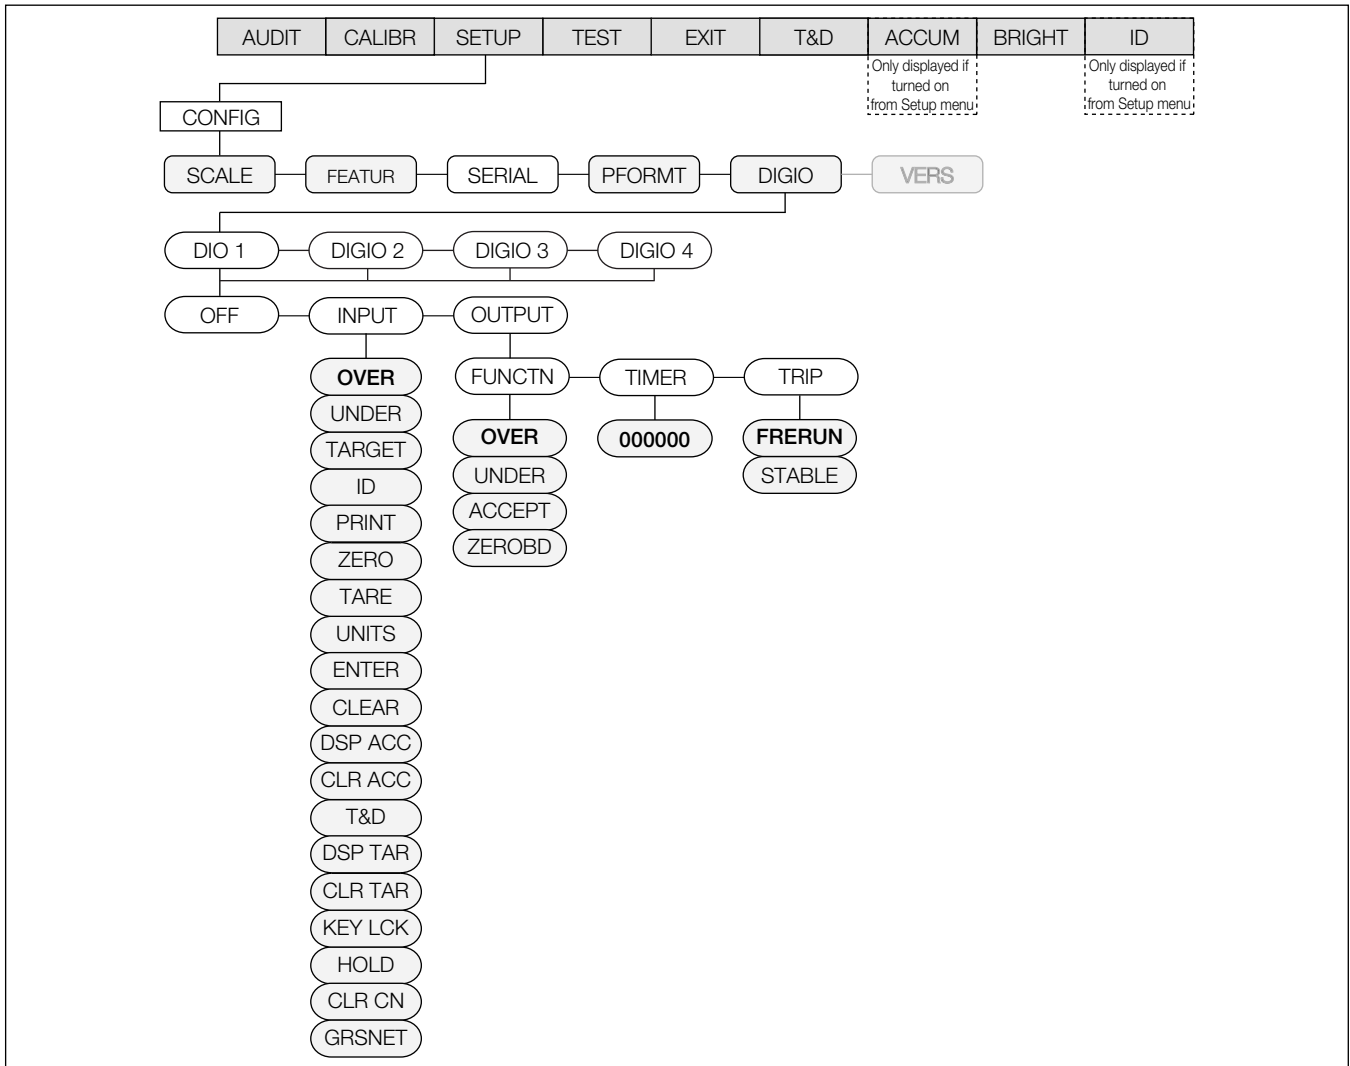 AUDIT CALIBR SETUP TEST EXIT T&D ACCUM BRIGHT ID
Only displayed if turned on from Setup menu
Only displayed if turned on from Setup menu
CONFIG
SCALE FEATUR SERIAL PFORMT DIGIO VERS
DIO 1 DIGIO 2 DIGIO 3 DIGIO 4
OFF INPUT OUTPUT
FUNCTN TIMER TRIP
OVER
UNDER
TARGET
ID
PRINT
ZERO
TARE
UNITS
ENTER
CLEAR
DSP ACC
CLR ACC
T&D
DSP TAR
CLR TAR
KEY LCK
HOLD
CLR CN
GRSNET
OVER
UNDER
ACCEPT
ZEROBD
000000
FRERUN
STABLE